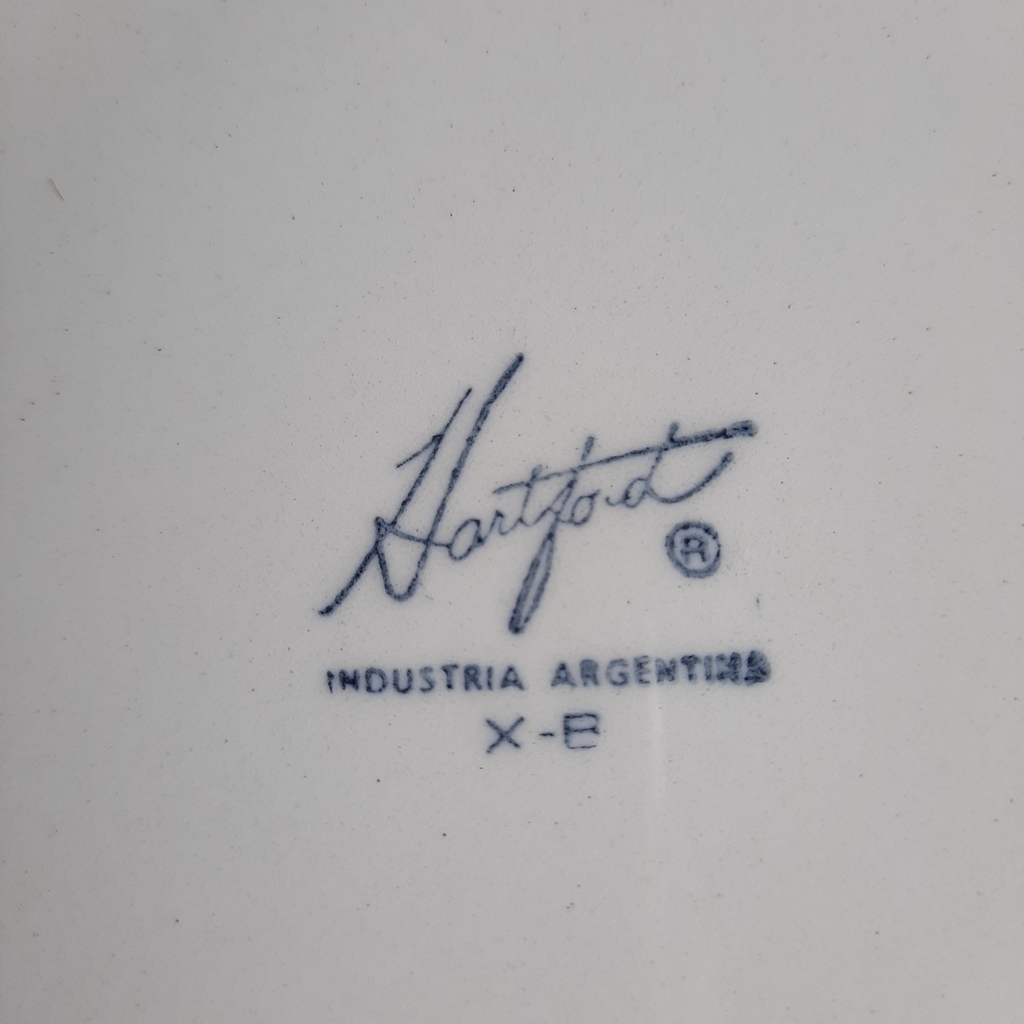 Hartford
®
INDUSTRIA ARGENTINA
X-B